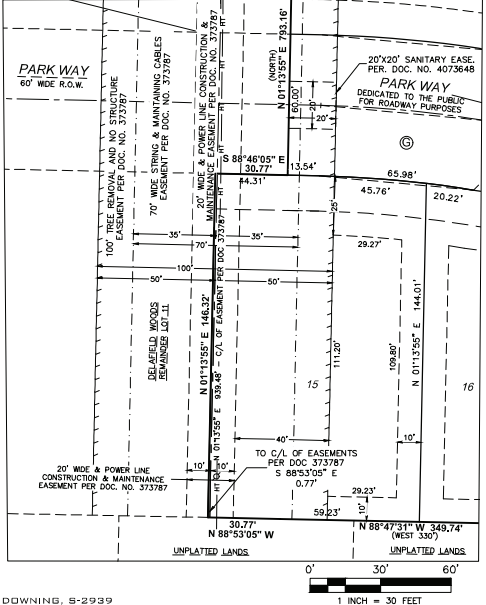 PARK WAY
60' WIDE R.O.W.
100' TREE REMOVAL AND NO STRUCTURE
EASEMENT PER DOC. NO. 373787
70' WIDE STRING & MAINTAINING CABLES
EASEMENT PER DOC. NO. 373787
20' WIDE & POWER LINE CONSTRUCTION &
MAINTENANCE EASEMENT PER DOC. NO. 373787
HT
HT
HT
(NORTH)
N 01°13'55" E 793.16'
60.00'
20'
20'
20'X20' SANITARY EASE.
PER. DOC. NO. 4073648
PARK WAY
DEDICATED TO THE PUBLIC
FOR ROADWAY PURPOSES
G
S 88°46'05" E
30.77'
13.54'
44.31'
65.98'
45.76'
20.22'
25'
35'
35'
70'
29.27'
100'
50'
50'
DELAFIELD WOODS
REMAINDER LOT 11
N 01°13'55" E 146.32'
N 01°13'55" E 939.48' - C/L OF EASEMENT PER DOC 373787
111.20'
109.80'
N 01°13'55" E 144.01'
15
16
40'
10'
TO C/L OF EASEMENTS
PER DOC 373787
S 88°53'05" E
0.77'
20' WIDE & POWER LINE
CONSTRUCTION & MAINTENANCE
EASEMENT PER DOC. NO. 373787
10'
10'
HT
29.23'
10'
59.23'
30.77'
N 88°53'05" W
N 88°47'31" W 349.74'
(WEST 330')
UNPLATTED LANDS
UNPLATTED LANDS
0'
30'
60'
1 INCH = 30 FEET
DOWNING, S-2939